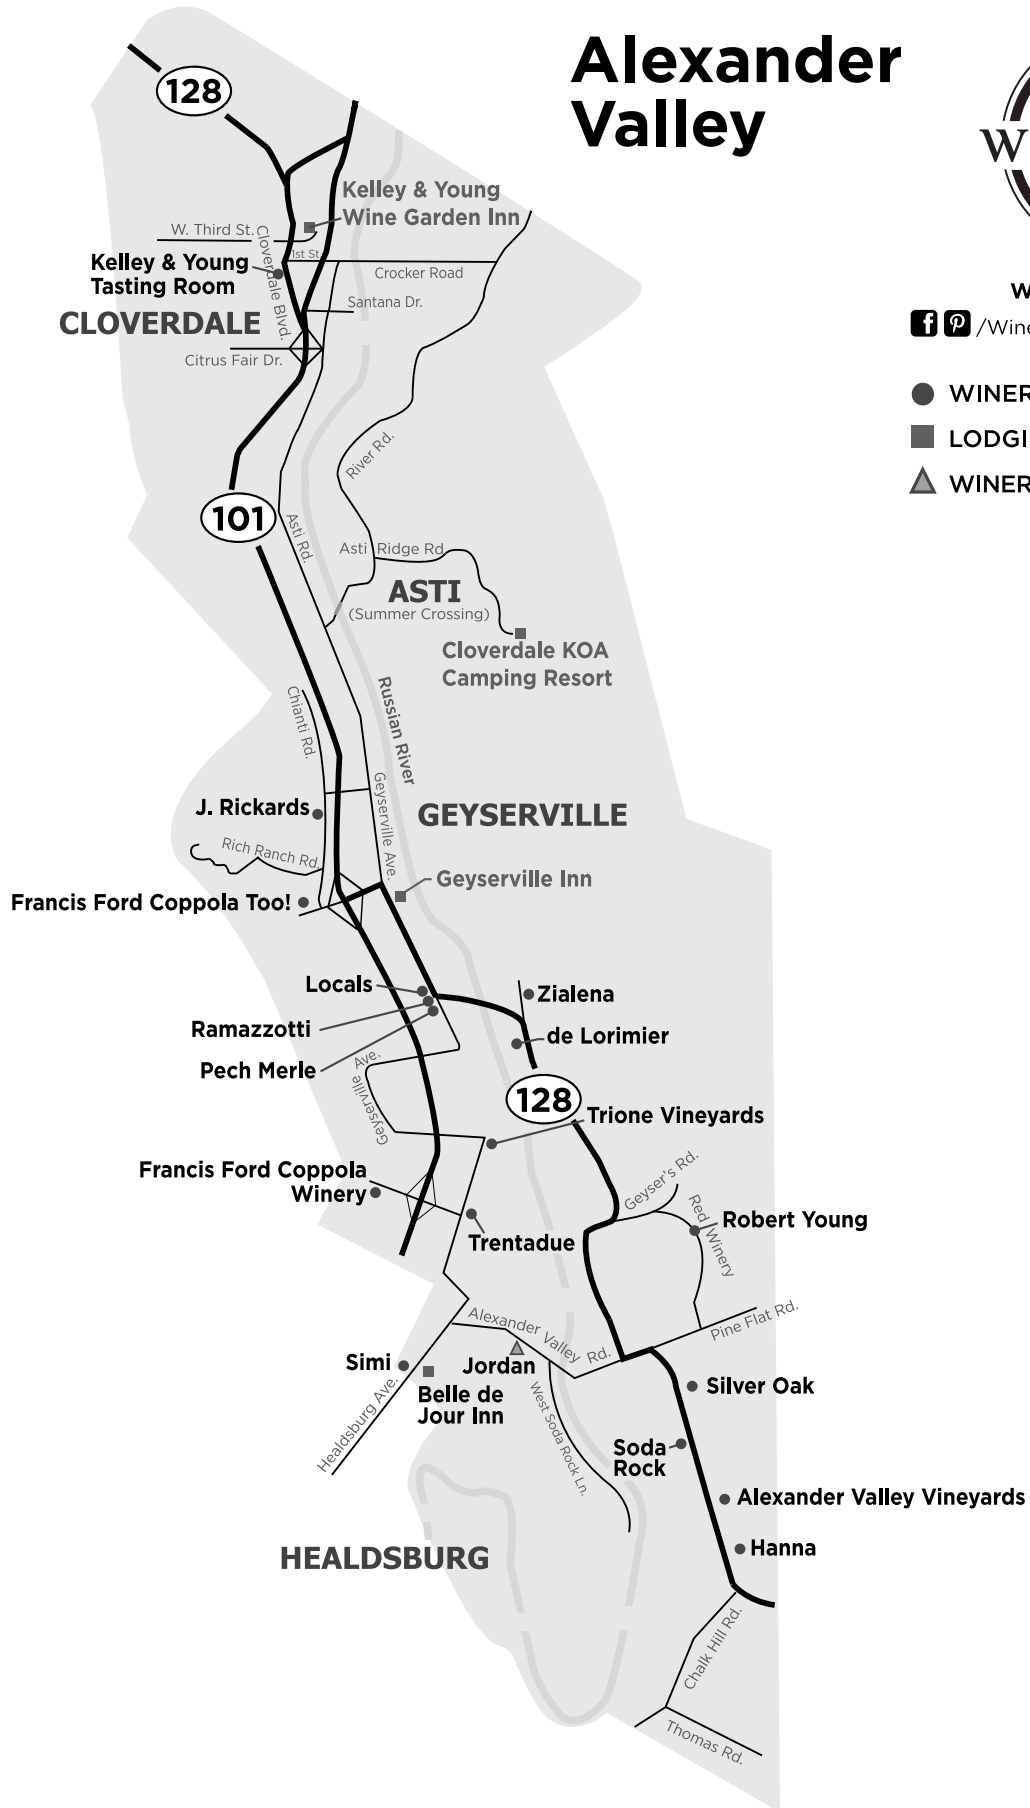 Alexander
Valley
128
W
Kelley & Young
Wine Garden Inn
W. Third St.
Cloverdale Blvd.
1st St
Kelley & Young
Tasting Room
Crocker Road
Santana Dr.
CLOVERDALE
Citrus Fair Dr.
W
/Wine
WINER
LODGI
WINER
River Rd.
101
Asti Rd.
Asti Ridge Rd
ASTI
(Summer Crossing)
Cloverdale KOA
Camping Resort
Russian River
Chianti Rd.
Geyserville Ave.
J. Rickards
GEYSERVILLE
Rich Ranch Rd.
Geyserville Inn
Francis Ford Coppola Too!
Locals
Zialena
Ramazzotti
de Lorimier
Pech Merle
Geyserville Ave.
128
Trione Vineyards
Francis Ford Coppola
Winery
Geyser's Rd.
Red Winery
Robert Young
Trentadue
Alexander Valley Rd.
Pine Flat Rd.
Simi
Jordan
Belle de
Jour Inn
Silver Oak
Healdsburg Ave.
West Soda Rock Ln.
Soda
Rock
Alexander Valley Vineyards
HEALDSBURG
Hanna
Chalk Hill Rd.
Thomas Rd.